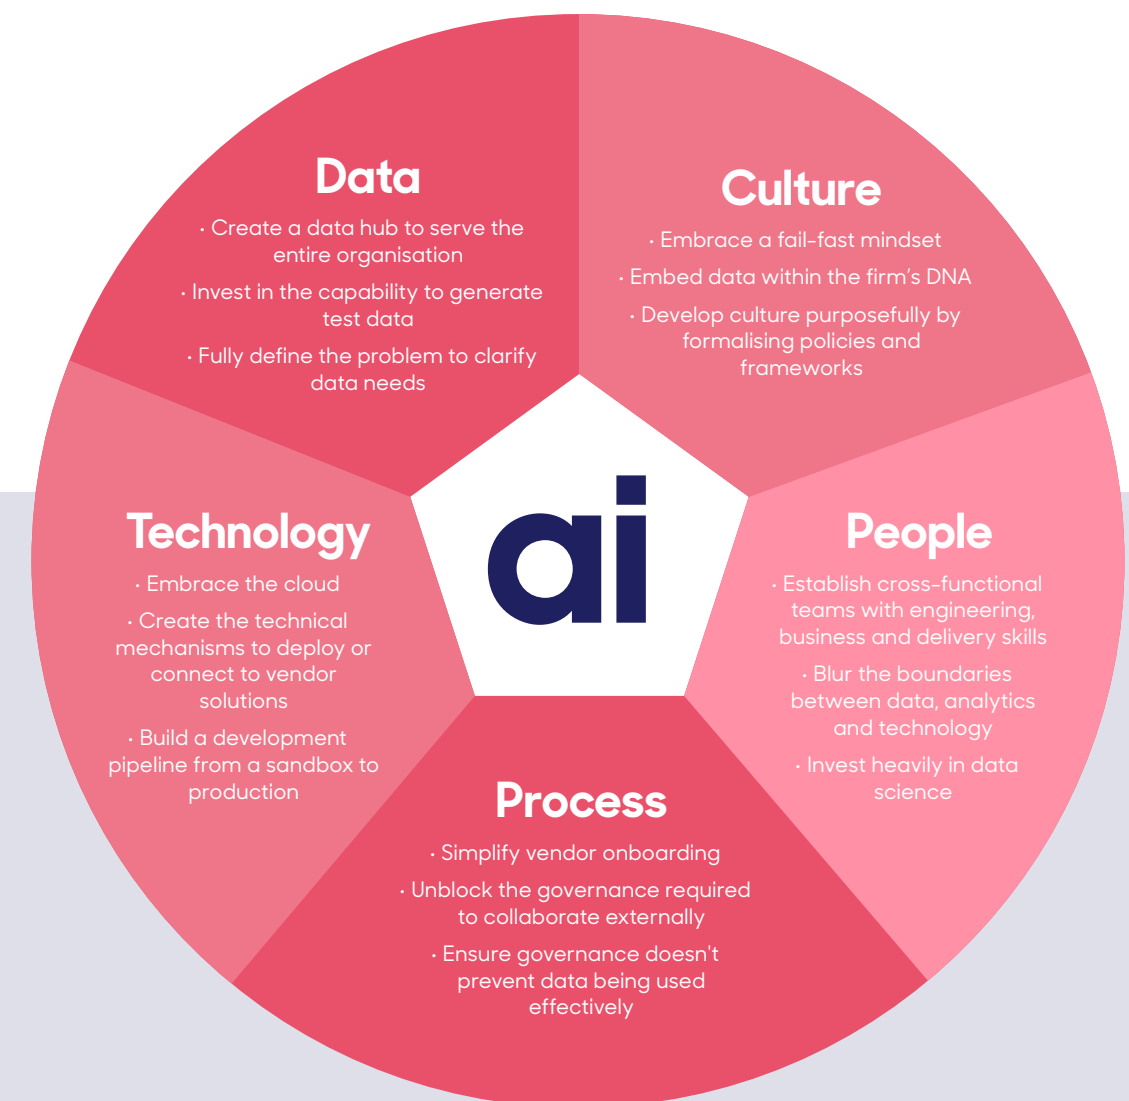 Data
· Create a data hub to serve the
entire organisation
· Invest in the capability to generate
test data
· Fully define the problem to clarify
data needs
Culture
· Embrace a fail-fast mindset
· Embed data within the firm's DNA
· Develop culture purposefully by
formalising policies and
frameworks
ai
Technology
· Embrace the cloud
· Create the technical
mechanisms to deploy or
connect to vendor
solutions
· Build a development
pipeline from a sandbox to
production
People
· Establish cross-functional
teams with engineering,
business and delivery skills
· Blur the boundaries
between data, analytics
and technology
· Invest heavily in data
science
Process
· Simplify vendor onboarding
· Unblock the governance required
to collaborate externally
· Ensure governance doesn't
prevent data being used
effectively